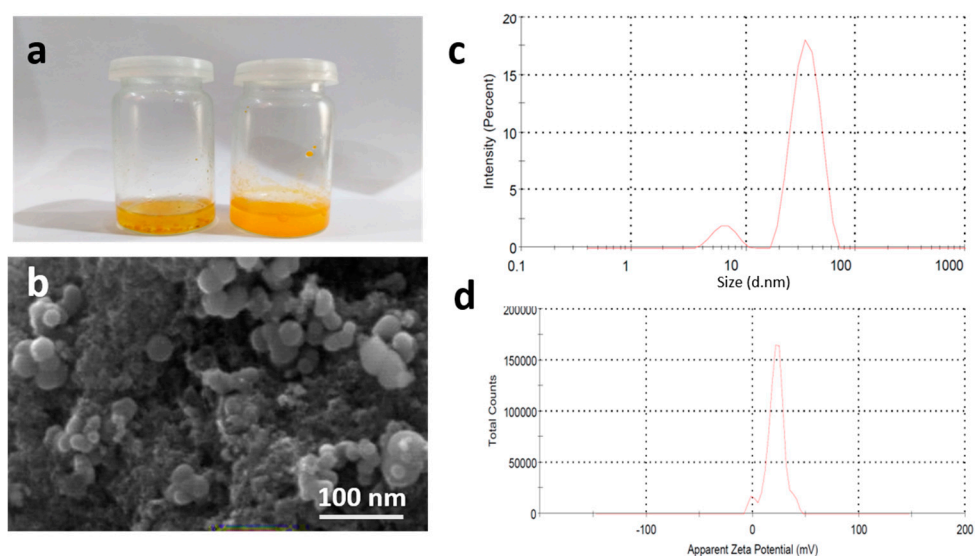 a
b
100 nm
c
20
15
10
5
0
Intensity (Percent)
0.1 1 10 100 1000
Size (d.nm)
d
200000
150000
100000
50000
0
Total Counts
-100 0 100 200
Apparent Zeta Potential (mV)